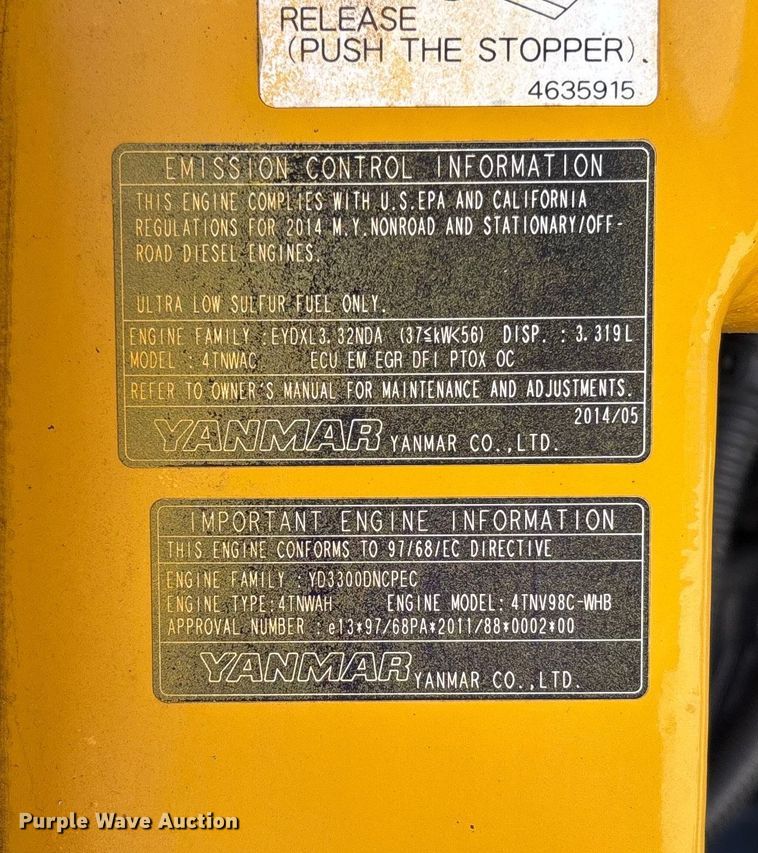 RELEASE
(PUSH THE STOPPER).
4635915
EMISSION CONTROL INFORMATION
THIS ENGINE COMPLIES WITH U.S.EPA AND CALIFORNIA
REGULATIONS FOR 2014 M.Y.NONROAD AND STATIONARY/OFF-
ROAD DIESEL ENGINES.
ULTRA LOW SULFUR FUEL ONLY.
ENGINE FAMILY :EYDXL3.32NDA (37≦kW<56) DISP. : 3.319L
MODEL : 4TNWAC ECU EM EGR DFI PTOX OC
REFER TO OWNER'S MANUAL FOR MAINTENANCE AND ADJUSTMENTS.
2014/05
YANMAR YANMAR CO.,LTD.
IMPORTANT ENGINE INFORMATION
THIS ENGINE CONFORMS TO 97/68/EC DIRECTIVE
ENGINE FAMILY : YD3300DNCPEC
ENGINE TYPE:4TNWAH ENGINE MODEL: 4TNV98C-WHB
APPROVAL NUMBER : e13*97/68PA*2011/88*0002*00
YANMAR YANMAR CO.,LTD.
Purple Wave Auction